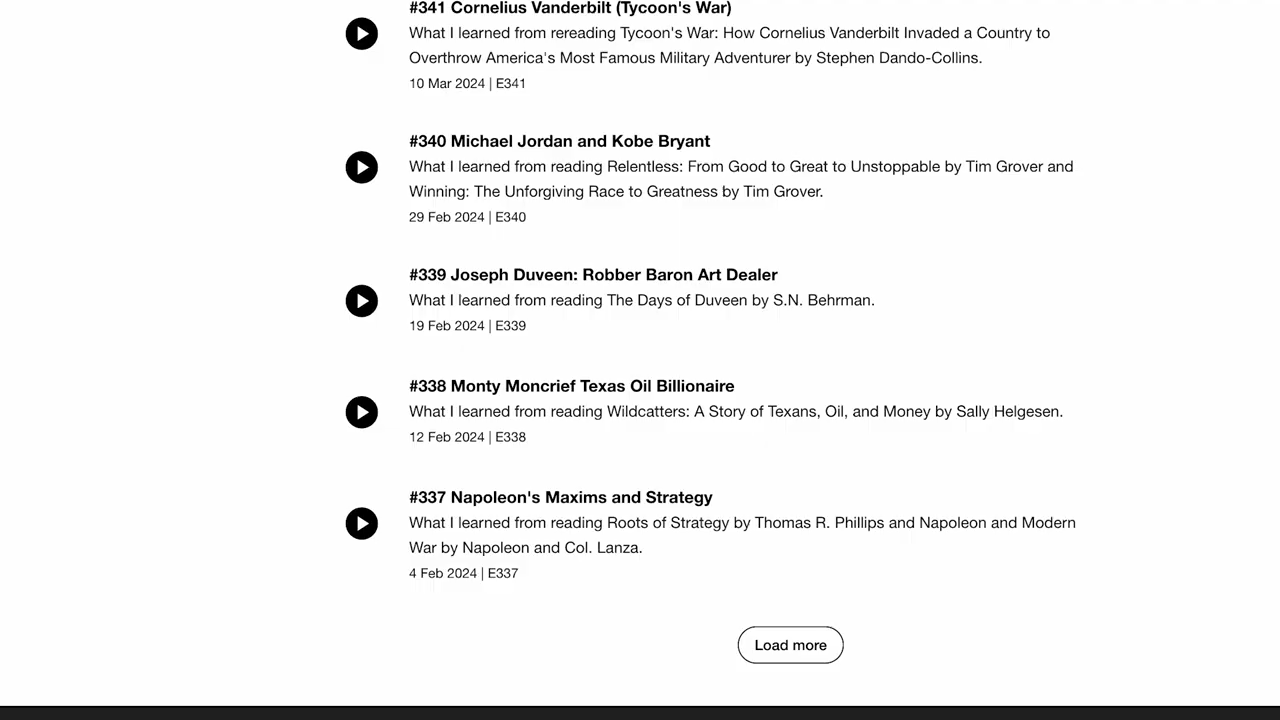 #341 Cornelius Vanderbilt (Tycoon's War)
What I learned from rereading Tycoon's War: How Cornelius Vanderbilt Invaded a Country to
Overthrow America's Most Famous Military Adventurer by Stephen Dando-Collins.
10 Mar 2024 | E341
#340 Michael Jordan and Kobe Bryant
What I learned from reading Relentless: From Good to Great to Unstoppable by Tim Grover and
Winning: The Unforgiving Race to Greatness by Tim Grover.
29 Feb 2024 | E340
#339 Joseph Duveen: Robber Baron Art Dealer
What I learned from reading The Days of Duveen by S.N. Behrman.
19 Feb 2024 | E339
#338 Monty Moncrief Texas Oil Billionaire
What I learned from reading Wildcatters: A Story of Texans, Oil, and Money by Sally Helgesen.
12 Feb 2024 | E338
#337 Napoleon's Maxims and Strategy
What I learned from reading Roots of Strategy by Thomas R. Phillips and Napoleon and Modern
War by Napoleon and Col. Lanza.
4 Feb 2024 | E337
Load more